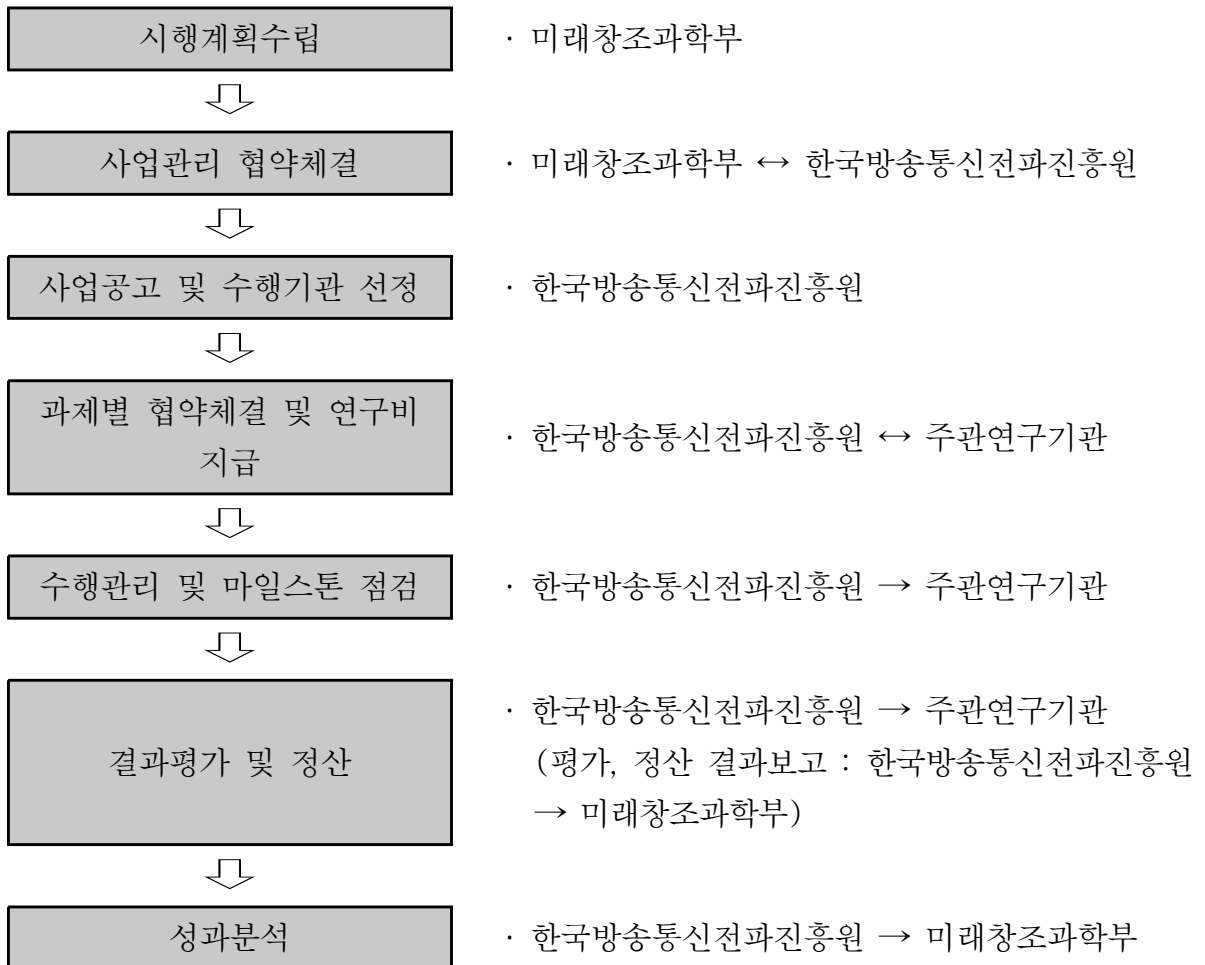 시행계획수립
· 미래창조과학부
사업관리 협약체결
· 미래창조과학부 ↔ 한국방송통신전파진흥원
사업공고 및 수행기관 선정
· 한국방송통신전파진흥원
과제별 협약체결 및 연구비
지급
· 한국방송통신전파진흥원 ↔ 주관연구기관
수행관리 및 마일스톤 점검
· 한국방송통신전파진흥원 → 주관연구기관
결과평가 및 정산
· 한국방송통신전파진흥원 → 주관연구기관
(평가, 정산 결과보고 : 한국방송통신전파진흥원
→ 미래창조과학부)
성과분석
· 한국방송통신전파진흥원 → 미래창조과학부